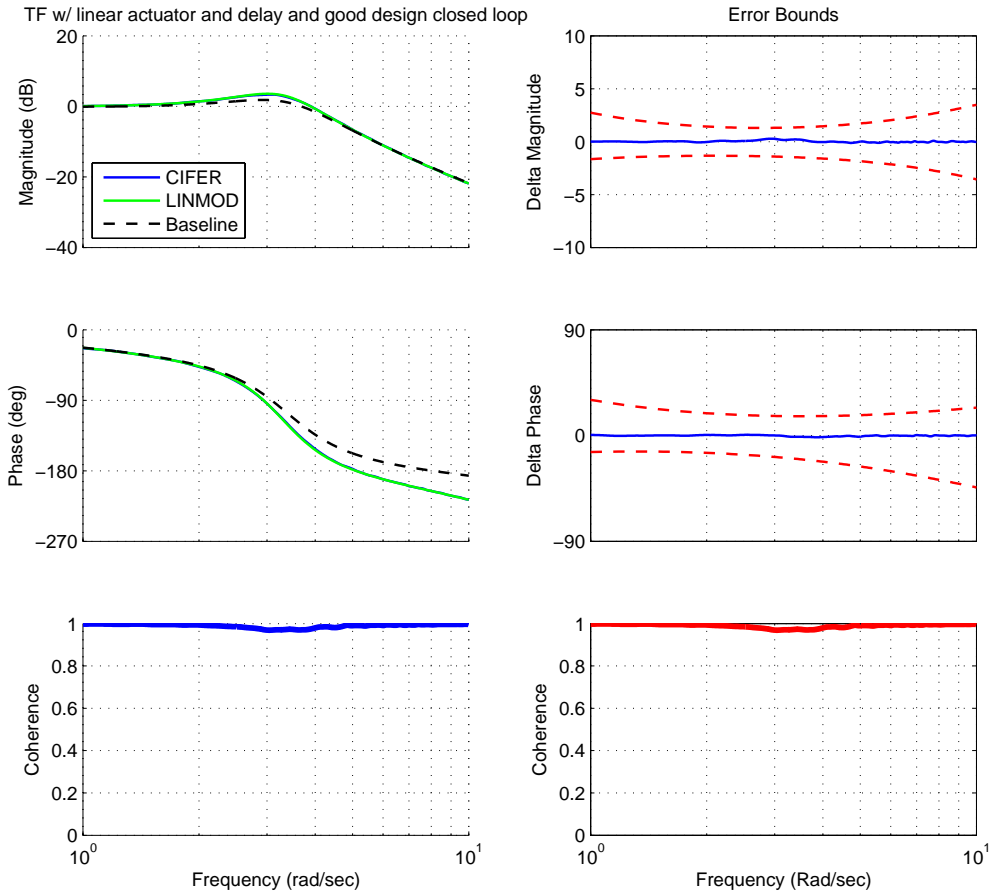 TF w/ linear actuator and delay and good design closed loop
20
0
−20
−40
Magnitude (dB)
CIFER
LINMOD
Baseline
Error Bounds
10
5
0
−5
−10
Delta Magnitude
0
−90
−180
−270
Phase (deg)
90
0
−90
Delta Phase
1
0.8
0.6
0.4
0.2
0
Coherence
10^0
10^1
Frequency (rad/sec)
1
0.8
0.6
0.4
0.2
0
Coherence
10^0
10^1
Frequency (Rad/sec)